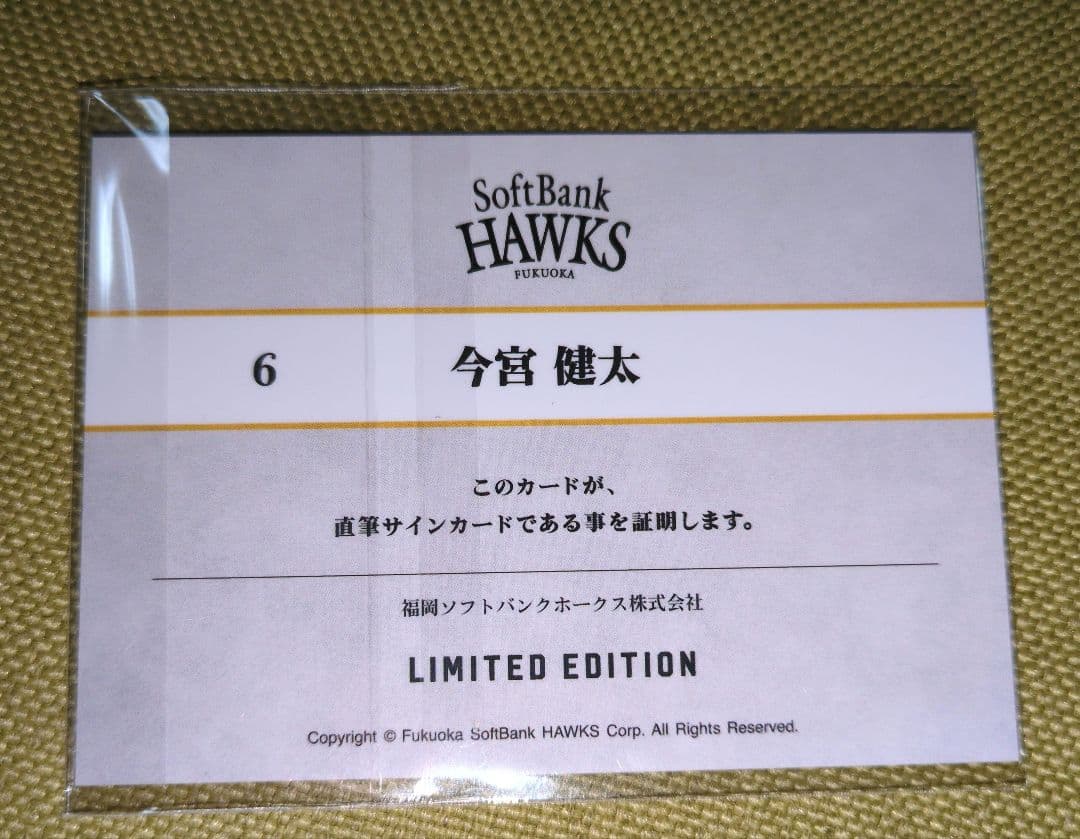 SoftBank
HAWKS
FUKUOKA
6 今宮 健太
このカードが、
直筆サインカードである事を証明します。
福岡ソフトバンクホークス株式会社
LIMITED EDITION
Copyright © Fukuoka SoftBank HAWKS Corp. All Rights Reserved.